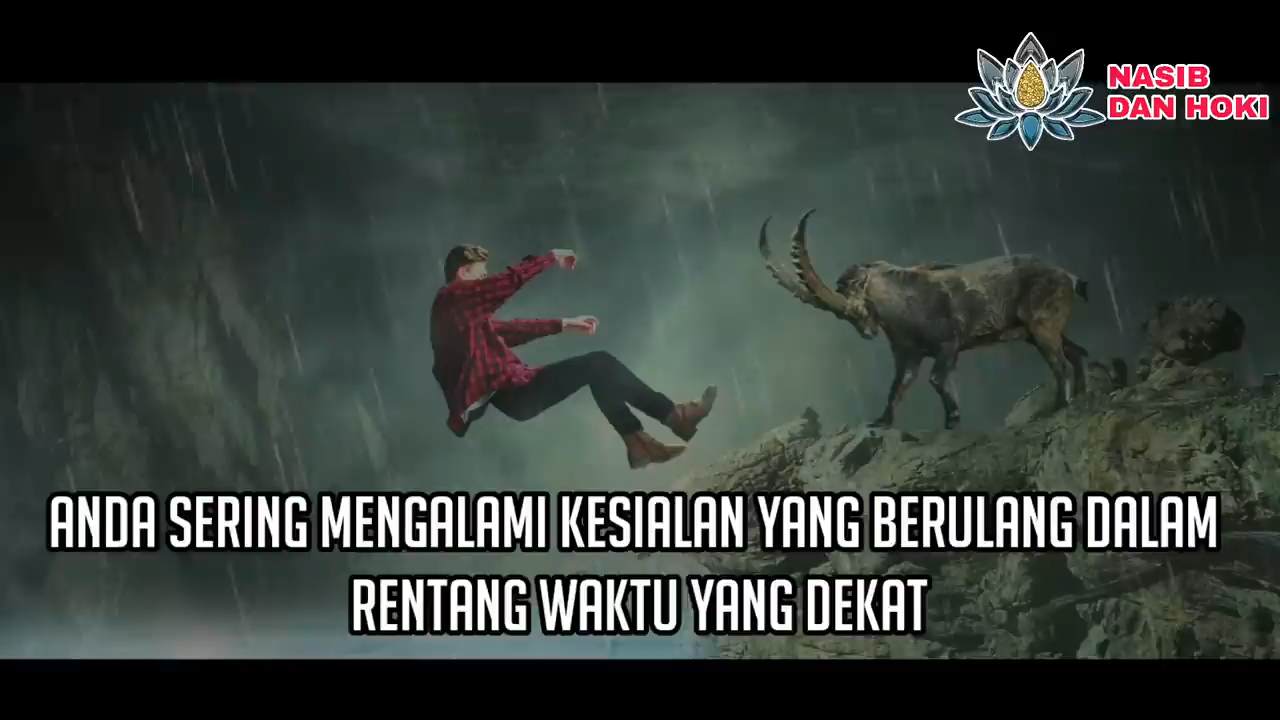 NASIB
DAN HOKI
ANDA SERING MENGALAMI KESIALAN YANG BERULANG DALAM
RENTANG WAKTU YANG DEKAT